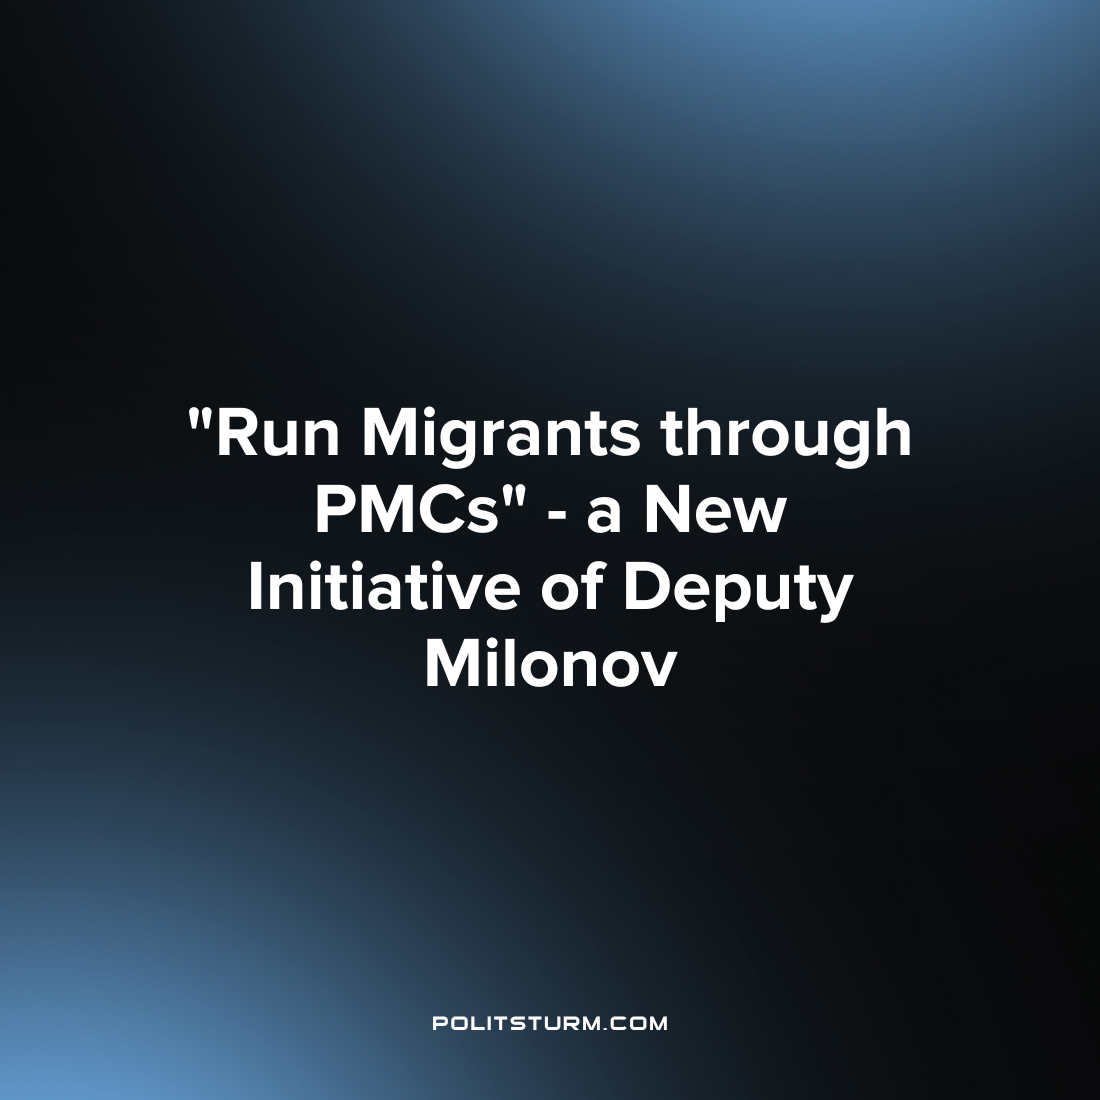 "Run Migrants through
PMCs" - a New
Initiative of Deputy
Milonov
POLITSTURM.COM